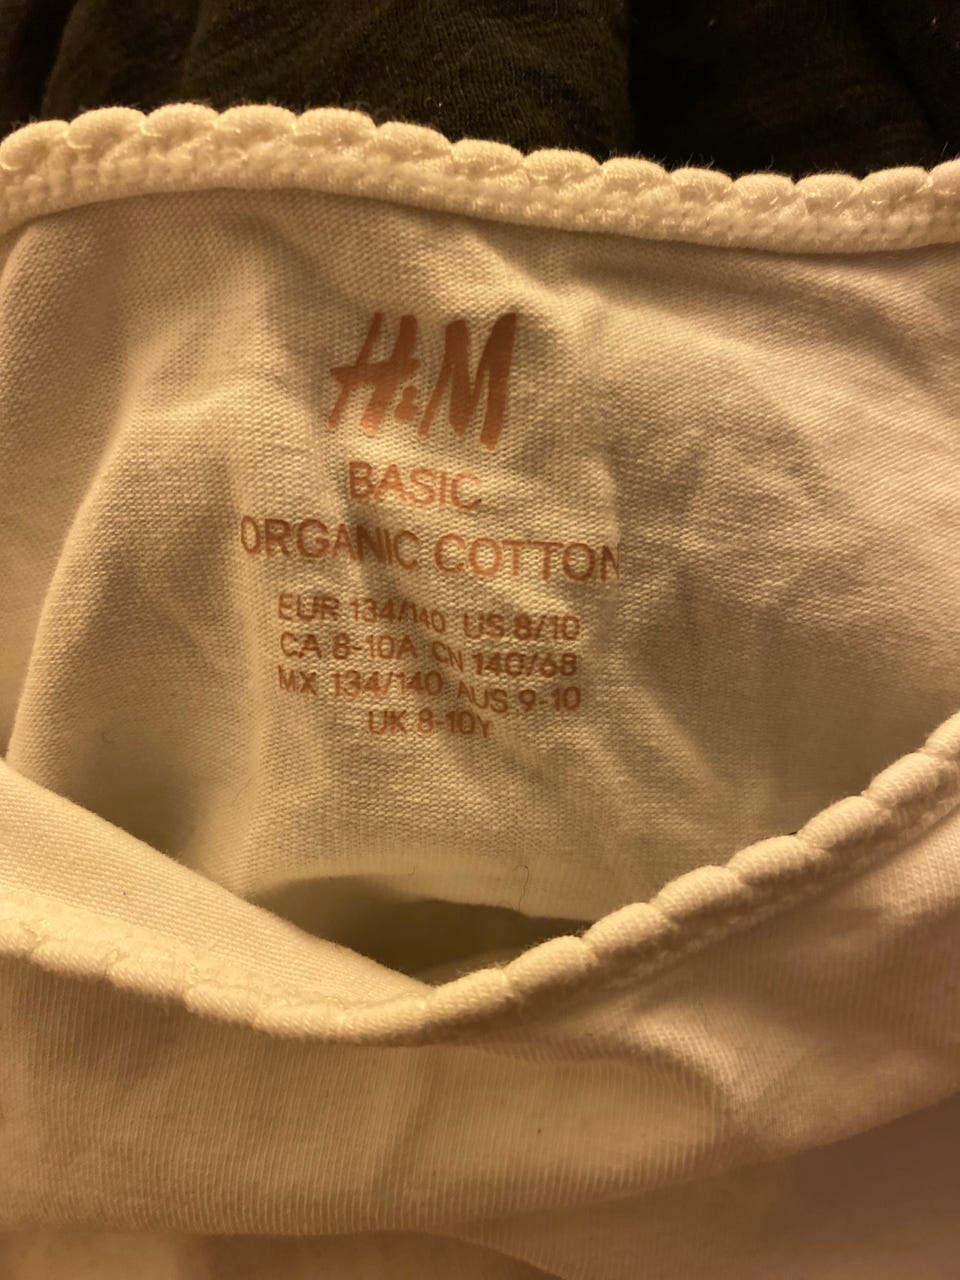 H&M
BASIC
ORGANIC COTTON
EUR 134/140 US 8/10
CA 8-10A CN 140/68
MX 134/140 AUS 9-10
UK 8-10Y